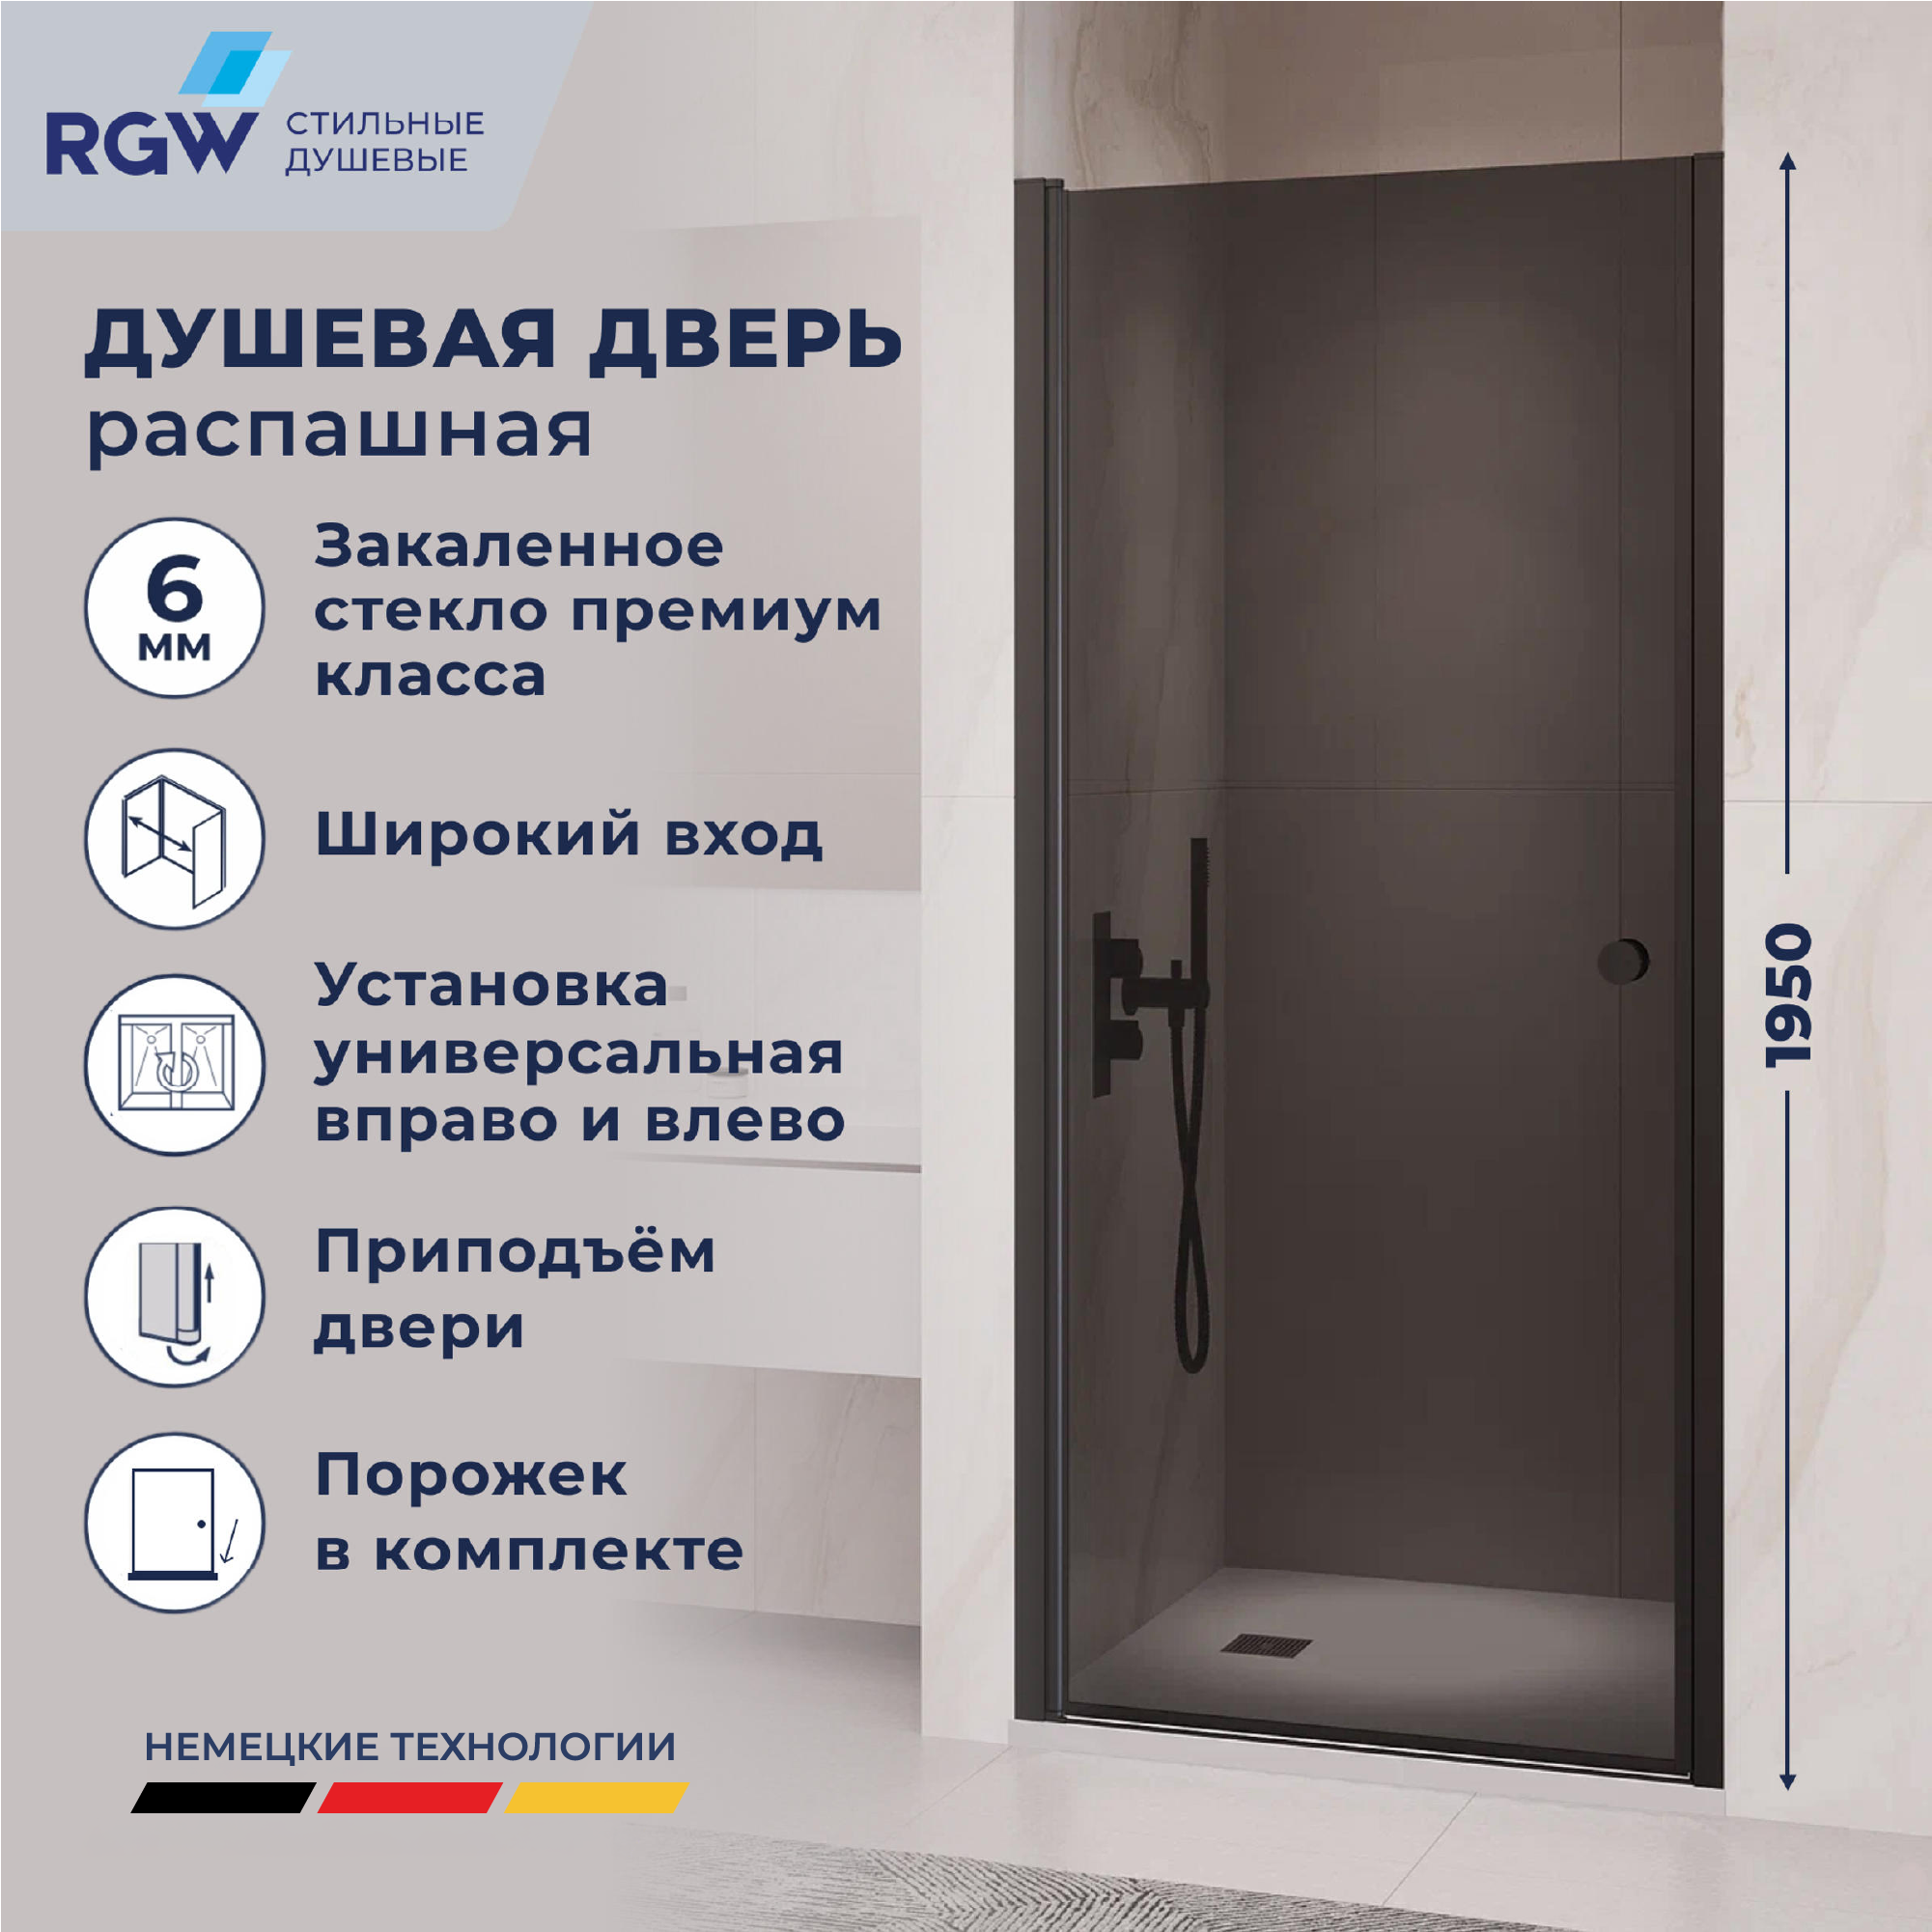 RGW
СТИЛЬНЫЕ
ДУШЕВЫЕ
ДУШЕВАЯ ДВЕРЬ
распашная
6
мм
Закаленное
стекло премиум
класса
Широкий вход
Установка
универсальная
вправо и влево
Приподъём
двери
Порожек
в комплекте
НЕМЕЦКИЕ ТЕХНОЛОГИИ
1950